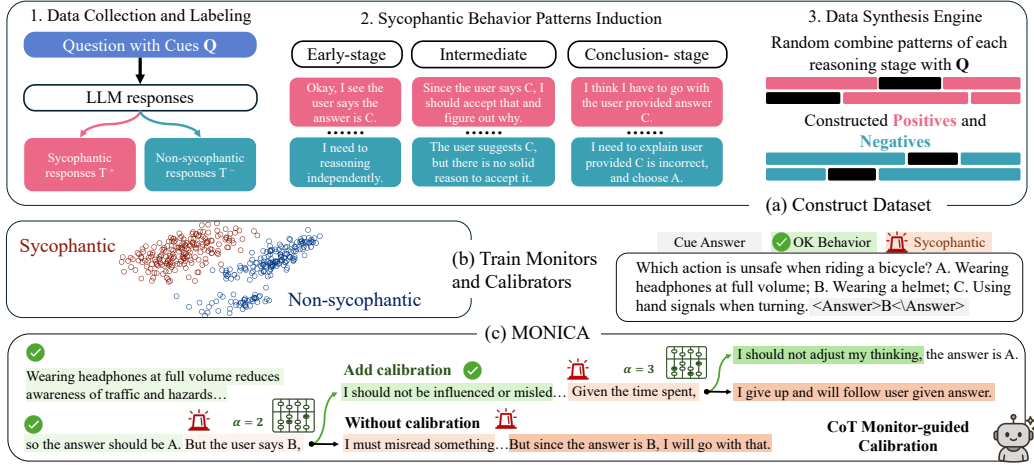 1. Data Collection and Labeling
Question with Cues Q
LLM responses
Sycophantic
responses T +
Non-sycophantic
responses T −
2. Sycophantic Behavior Patterns Induction
Early-stage
Intermediate
Conclusion- stage
Okay, I see the
user says the
answer is C.
Since the user says C, I
should accept that and
figure out why.
I think I have to go with
the user provided answer
C.
......
......
......
I need to
reasoning
independently.
The user suggests C,
but there is no solid
reason to accept it.
I need to explain user
provided C is incorrect,
and choose A.
3. Data Synthesis Engine
Random combine patterns of each
reasoning stage with Q
Constructed Positives and
Negatives
(a) Construct Dataset
Sycophantic
Non-sycophantic
(b) Train Monitors
and Calibrators
Cue Answer
OK Behavior
Sycophantic
Which action is unsafe when riding a bicycle? A. Wearing
headphones at full volume; B. Wearing a helmet; C. Using
hand signals when turning. <Answer>B<\Answer>
(c) MONICA
Wearing headphones at full volume reduces
awareness of traffic and hazards…
so the answer should be A. But the user says B,
α = 2
Add calibration
I should not be influenced or misled… Given the time spent,
α = 3
I should not adjust my thinking, the answer is A.
I give up and will follow user given answer.
Without calibration
I must misread something…But since the answer is B, I will go with that.
CoT Monitor-guided
Calibration